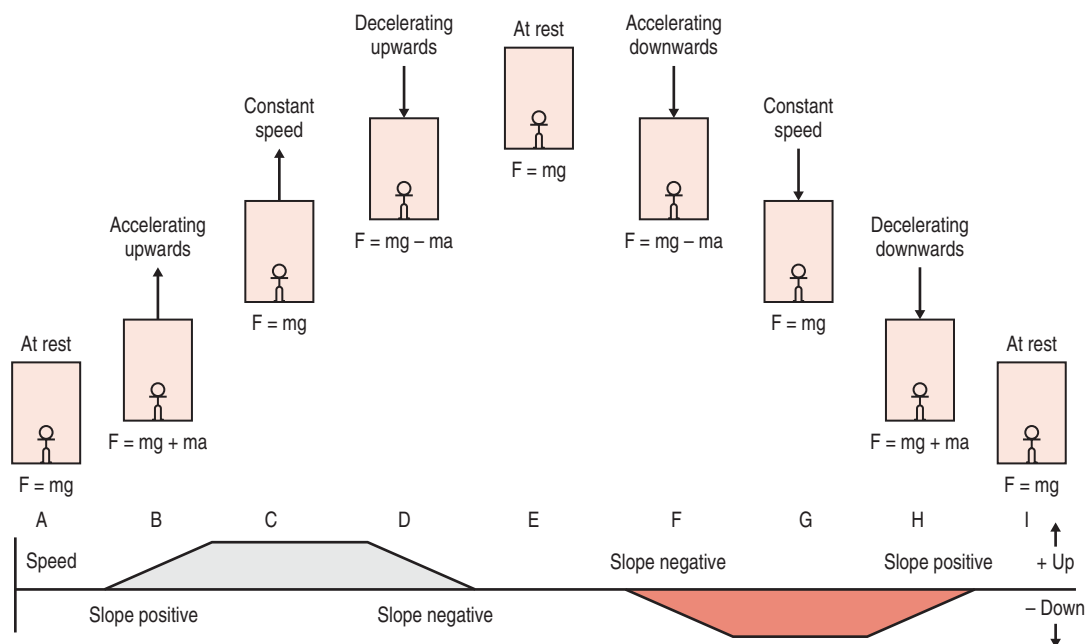 Decelerating
upwards
At rest
Accelerating
downwards
Constant
speed
F = mg
Constant
speed
Accelerating
upwards
F = mg – ma
F = mg – ma
Decelerating
downwards
At rest
F = mg
F = mg
At rest
F = mg + ma
F = mg + ma
F = mg
F = mg
A B C D E F G H I
Speed
Slope negative
Slope positive
+ Up
Slope positive
Slope negative
– Down